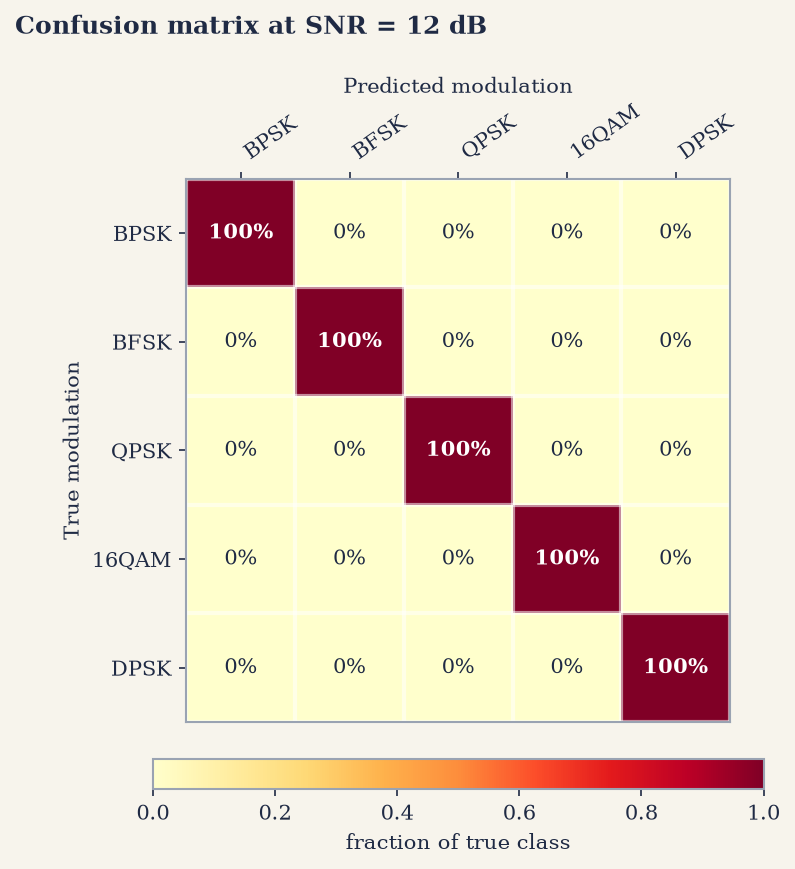 Confusion matrix at SNR = 12 dB
Predicted modulation
BPSK BFSK QPSK 16QAM DPSK
True modulation
BPSK 100% 0% 0% 0% 0%
BFSK 0% 100% 0% 0% 0%
QPSK 0% 0% 100% 0% 0%
16QAM 0% 0% 0% 100% 0%
DPSK 0% 0% 0% 0% 100%
0.0 0.2 0.4 0.6 0.8 1.0
fraction of true class